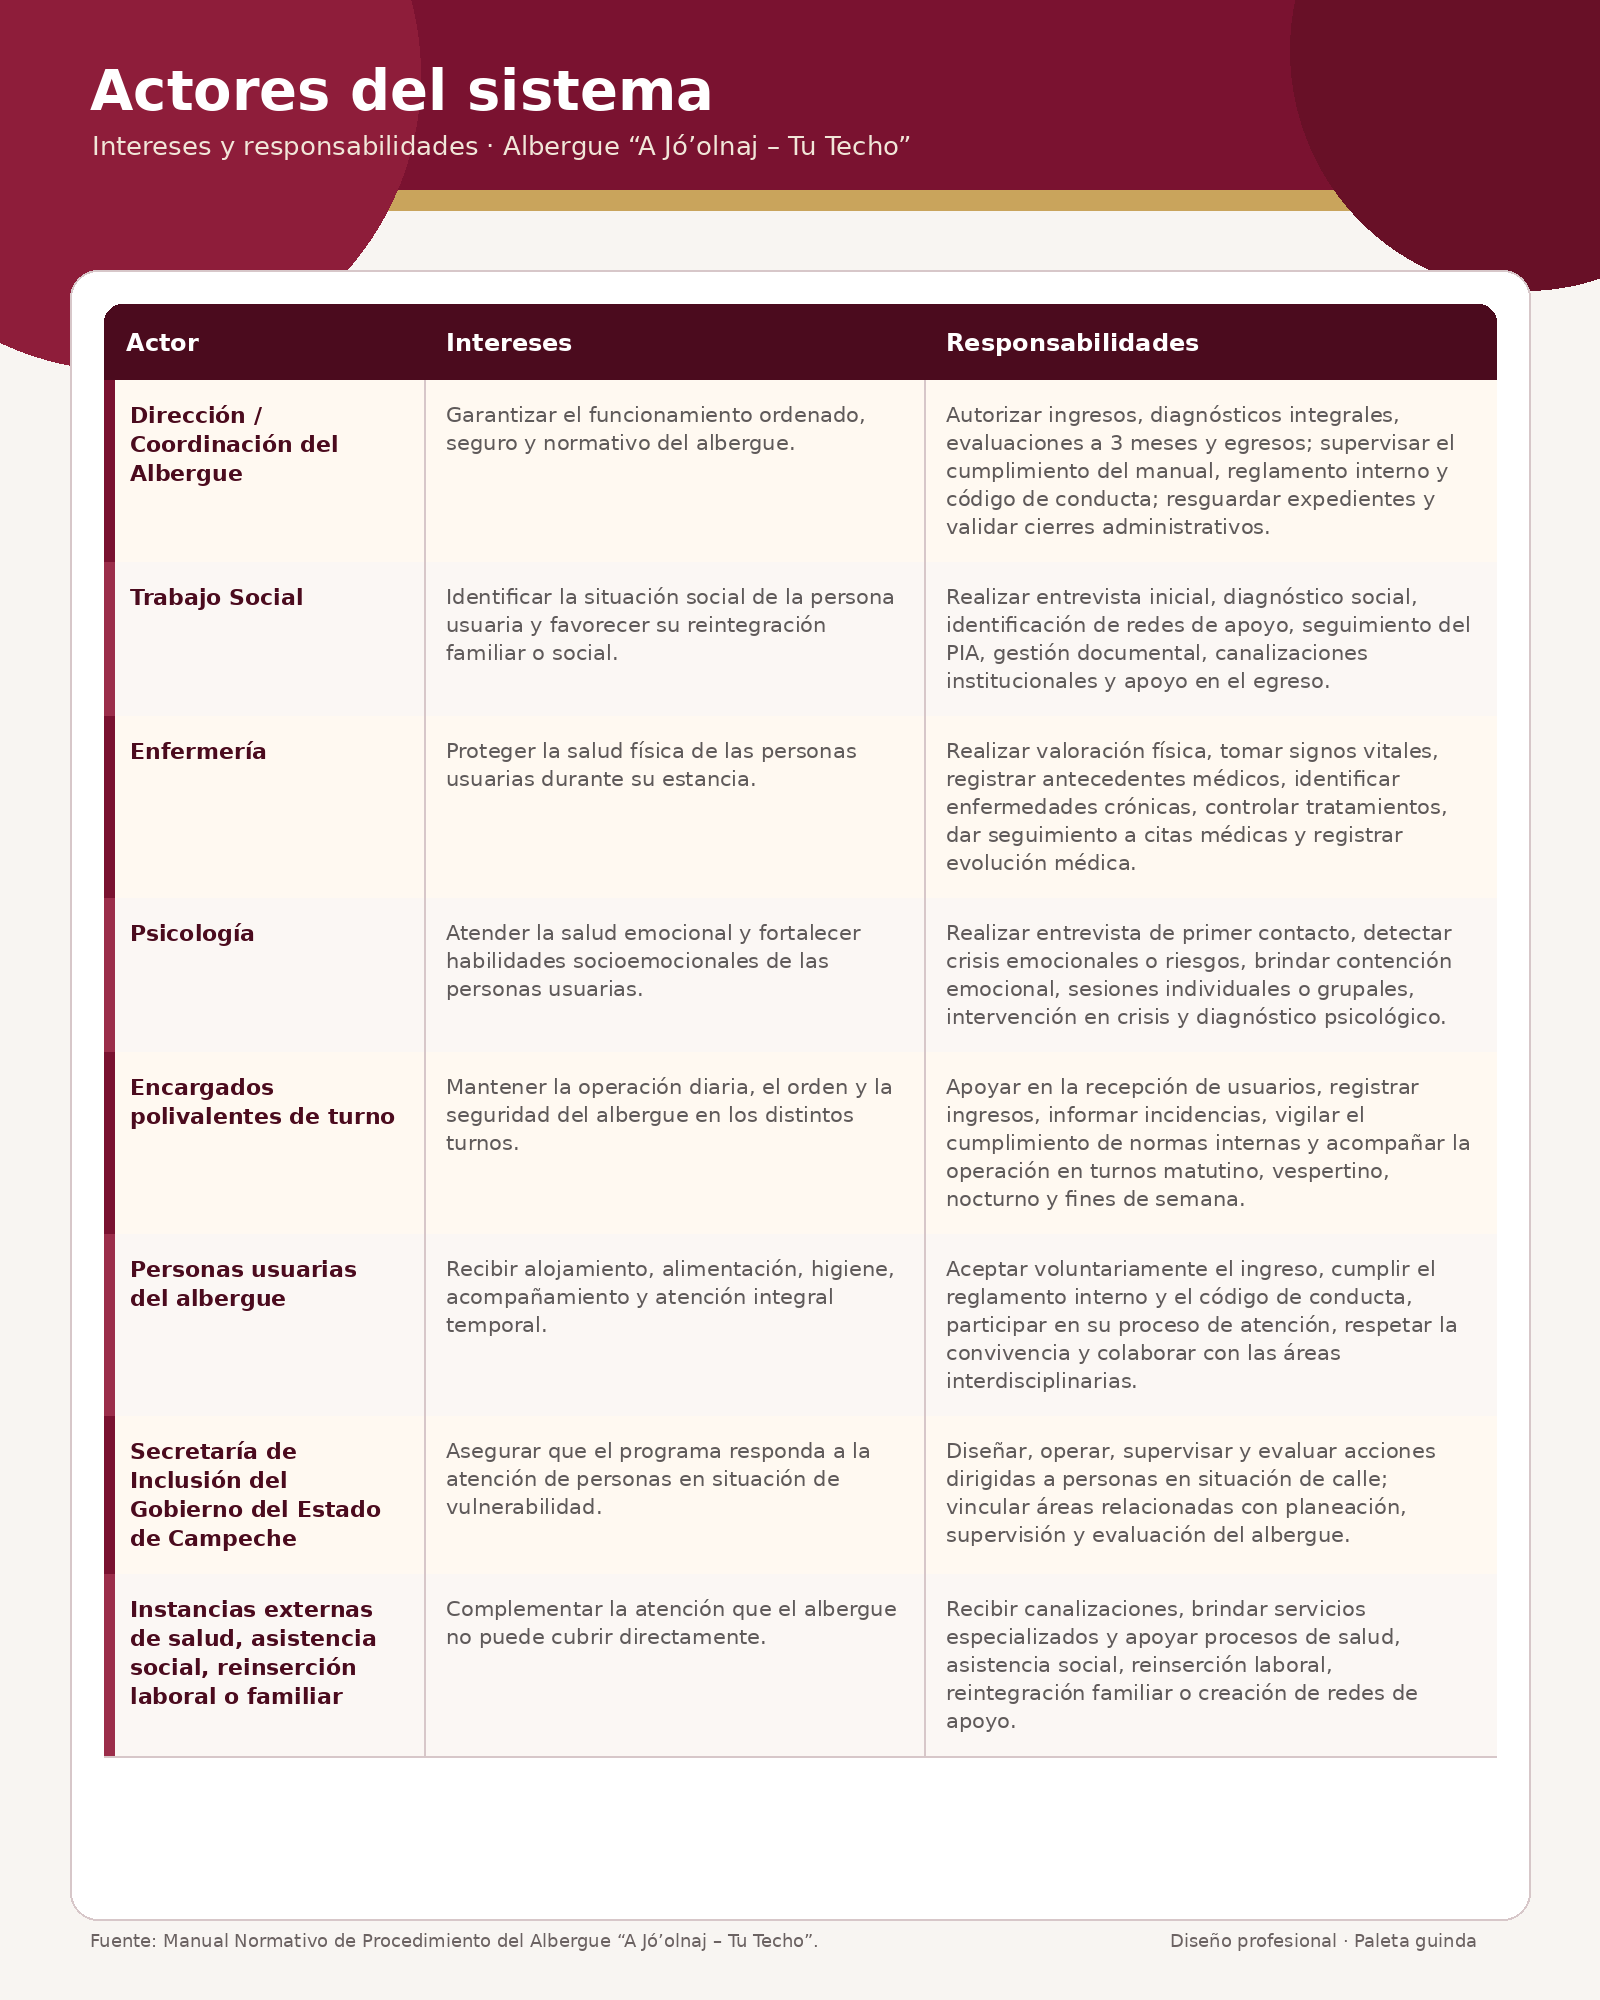 Actores del sistema
Intereses y responsabilidades · Albergue “A Jó’olnaj – Tu Techo”
Actor
Intereses
Responsabilidades
Dirección /
Coordinación del
Albergue
Garantizar el funcionamiento ordenado,
seguro y normativo del albergue.
Autorizar ingresos, diagnósticos integrales,
evaluaciones a 3 meses y egresos; supervisar el
cumplimiento del manual, reglamento interno y
código de conducta; resguardar expedientes y
validar cierres administrativos.
Trabajo Social
Identificar la situación social de la persona
usuaria y favorecer su reintegración
familiar o social.
Realizar entrevista inicial, diagnóstico social,
identificación de redes de apoyo, seguimiento del
PIA, gestión documental, canalizaciones
institucionales y apoyo en el egreso.
Enfermería
Proteger la salud física de las personas
usuarias durante su estancia.
Realizar valoración física, tomar signos vitales,
registrar antecedentes médicos, identificar
enfermedades crónicas, controlar tratamientos,
dar seguimiento a citas médicas y registrar
evolución médica.
Psicología
Atender la salud emocional y fortalecer
habilidades socioemocionales de las
personas usuarias.
Realizar entrevista de primer contacto, detectar
crisis emocionales o riesgos, brindar contención
emocional, sesiones individuales o grupales,
intervención en crisis y diagnóstico psicológico.
Encargados
polivalentes de turno
Mantener la operación diaria, el orden y la
seguridad del albergue en los distintos
turnos.
Apoyar en la recepción de usuarios, registrar
ingresos, informar incidencias, vigilar el
cumplimiento de normas internas y acompañar la
operación en turnos matutino, vespertino,
nocturno y fines de semana.
Personas usuarias
del albergue
Recibir alojamiento, alimentación, higiene,
acompañamiento y atención integral
temporal.
Aceptar voluntariamente el ingreso, cumplir el
reglamento interno y el código de conducta,
participar en su proceso de atención, respetar la
convivencia y colaborar con las áreas
interdisciplinarias.
Secretaría de
Inclusión del
Gobierno del Estado
de Campeche
Asegurar que el programa responda a la
atención de personas en situación de
vulnerabilidad.
Diseñar, operar, supervisar y evaluar acciones
dirigidas a personas en situación de calle;
vincular áreas relacionadas con planeación,
supervisión y evaluación del albergue.
Instancias externas
de salud, asistencia
social, reinserción
laboral o familiar
Complementar la atención que el albergue
no puede cubrir directamente.
Recibir canalizaciones, brindar servicios
especializados y apoyar procesos de salud,
asistencia social, reinserción laboral,
reintegración familiar o creación de redes de
apoyo.
Fuente: Manual Normativo de Procedimiento del Albergue “A Jó’olnaj – Tu Techo”.
Diseño profesional · Paleta guinda